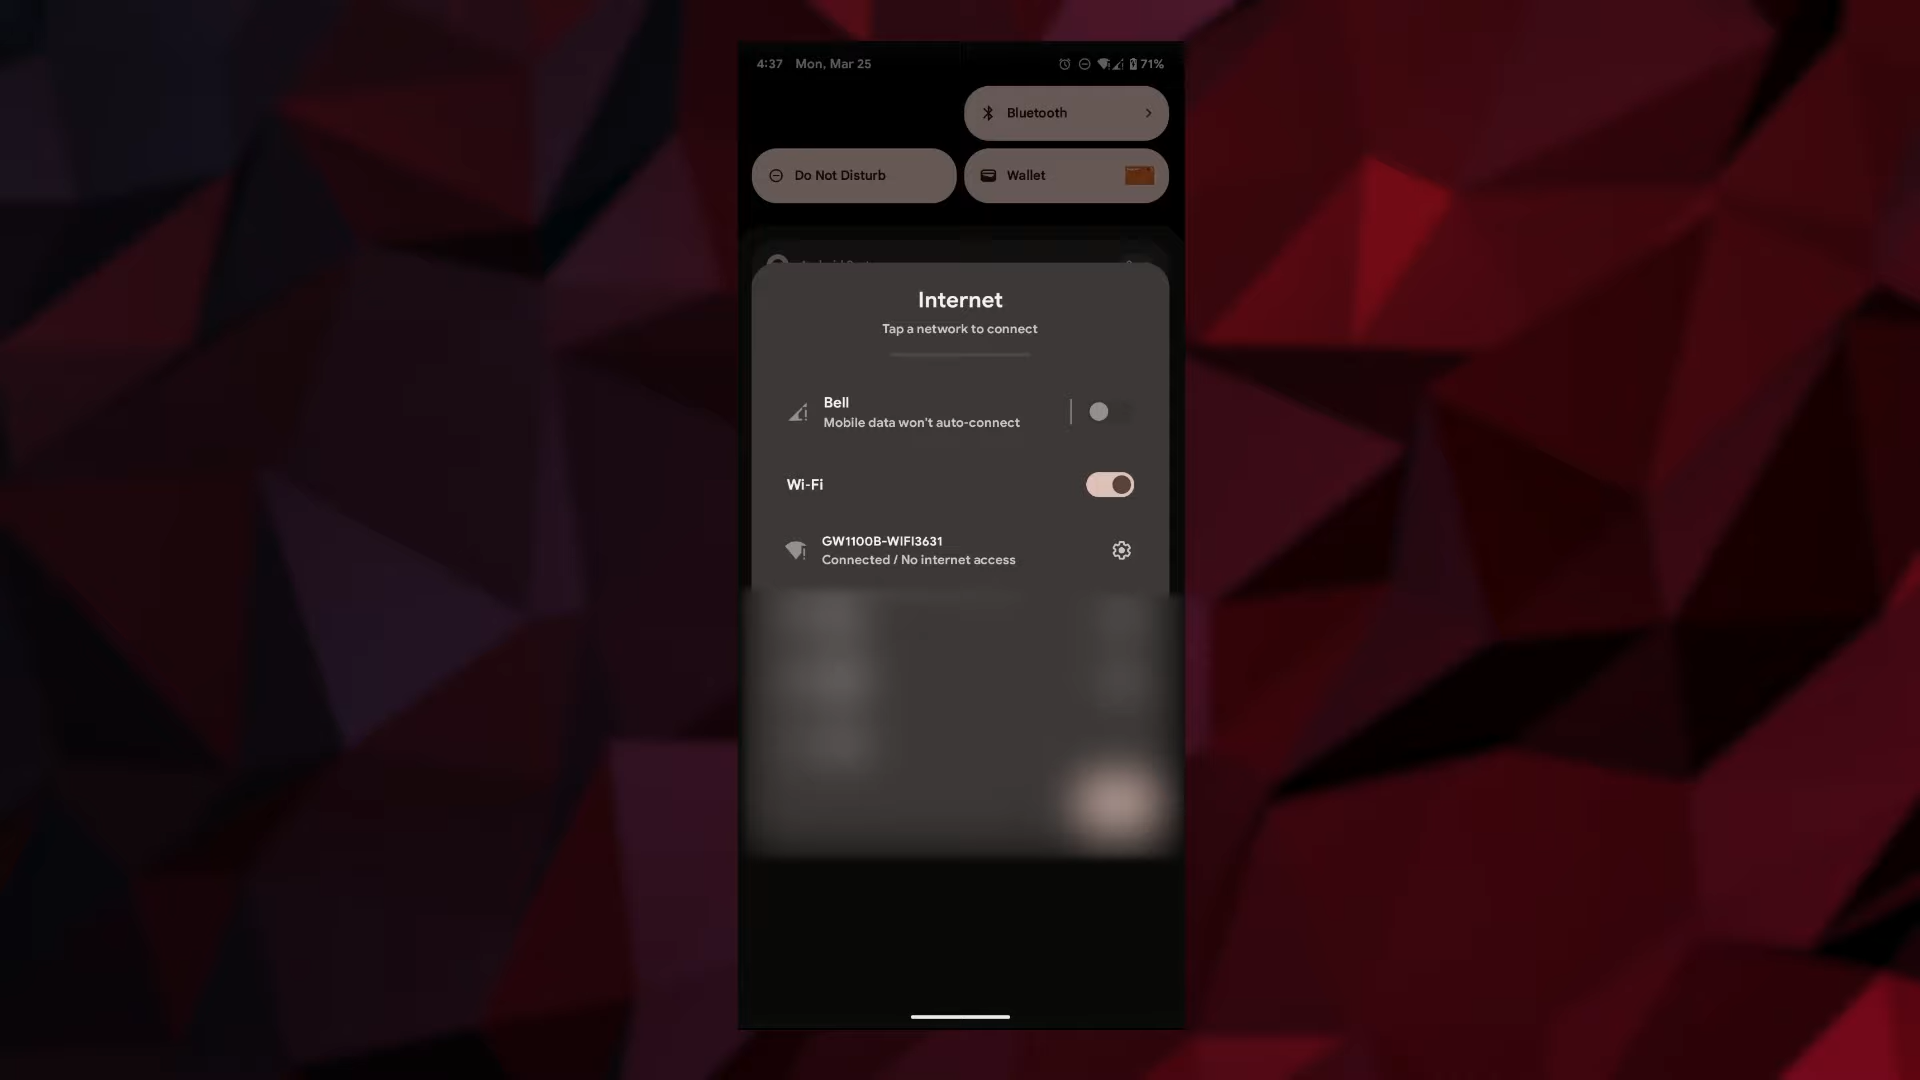 4:37 Mon, Mar 25
71%
Bluetooth
Do Not Disturb
Wallet
Internet
Tap a network to connect
Bell
Mobile data won't auto-connect
Wi-Fi
GW1100B-WIFI3631
Connected / No internet access